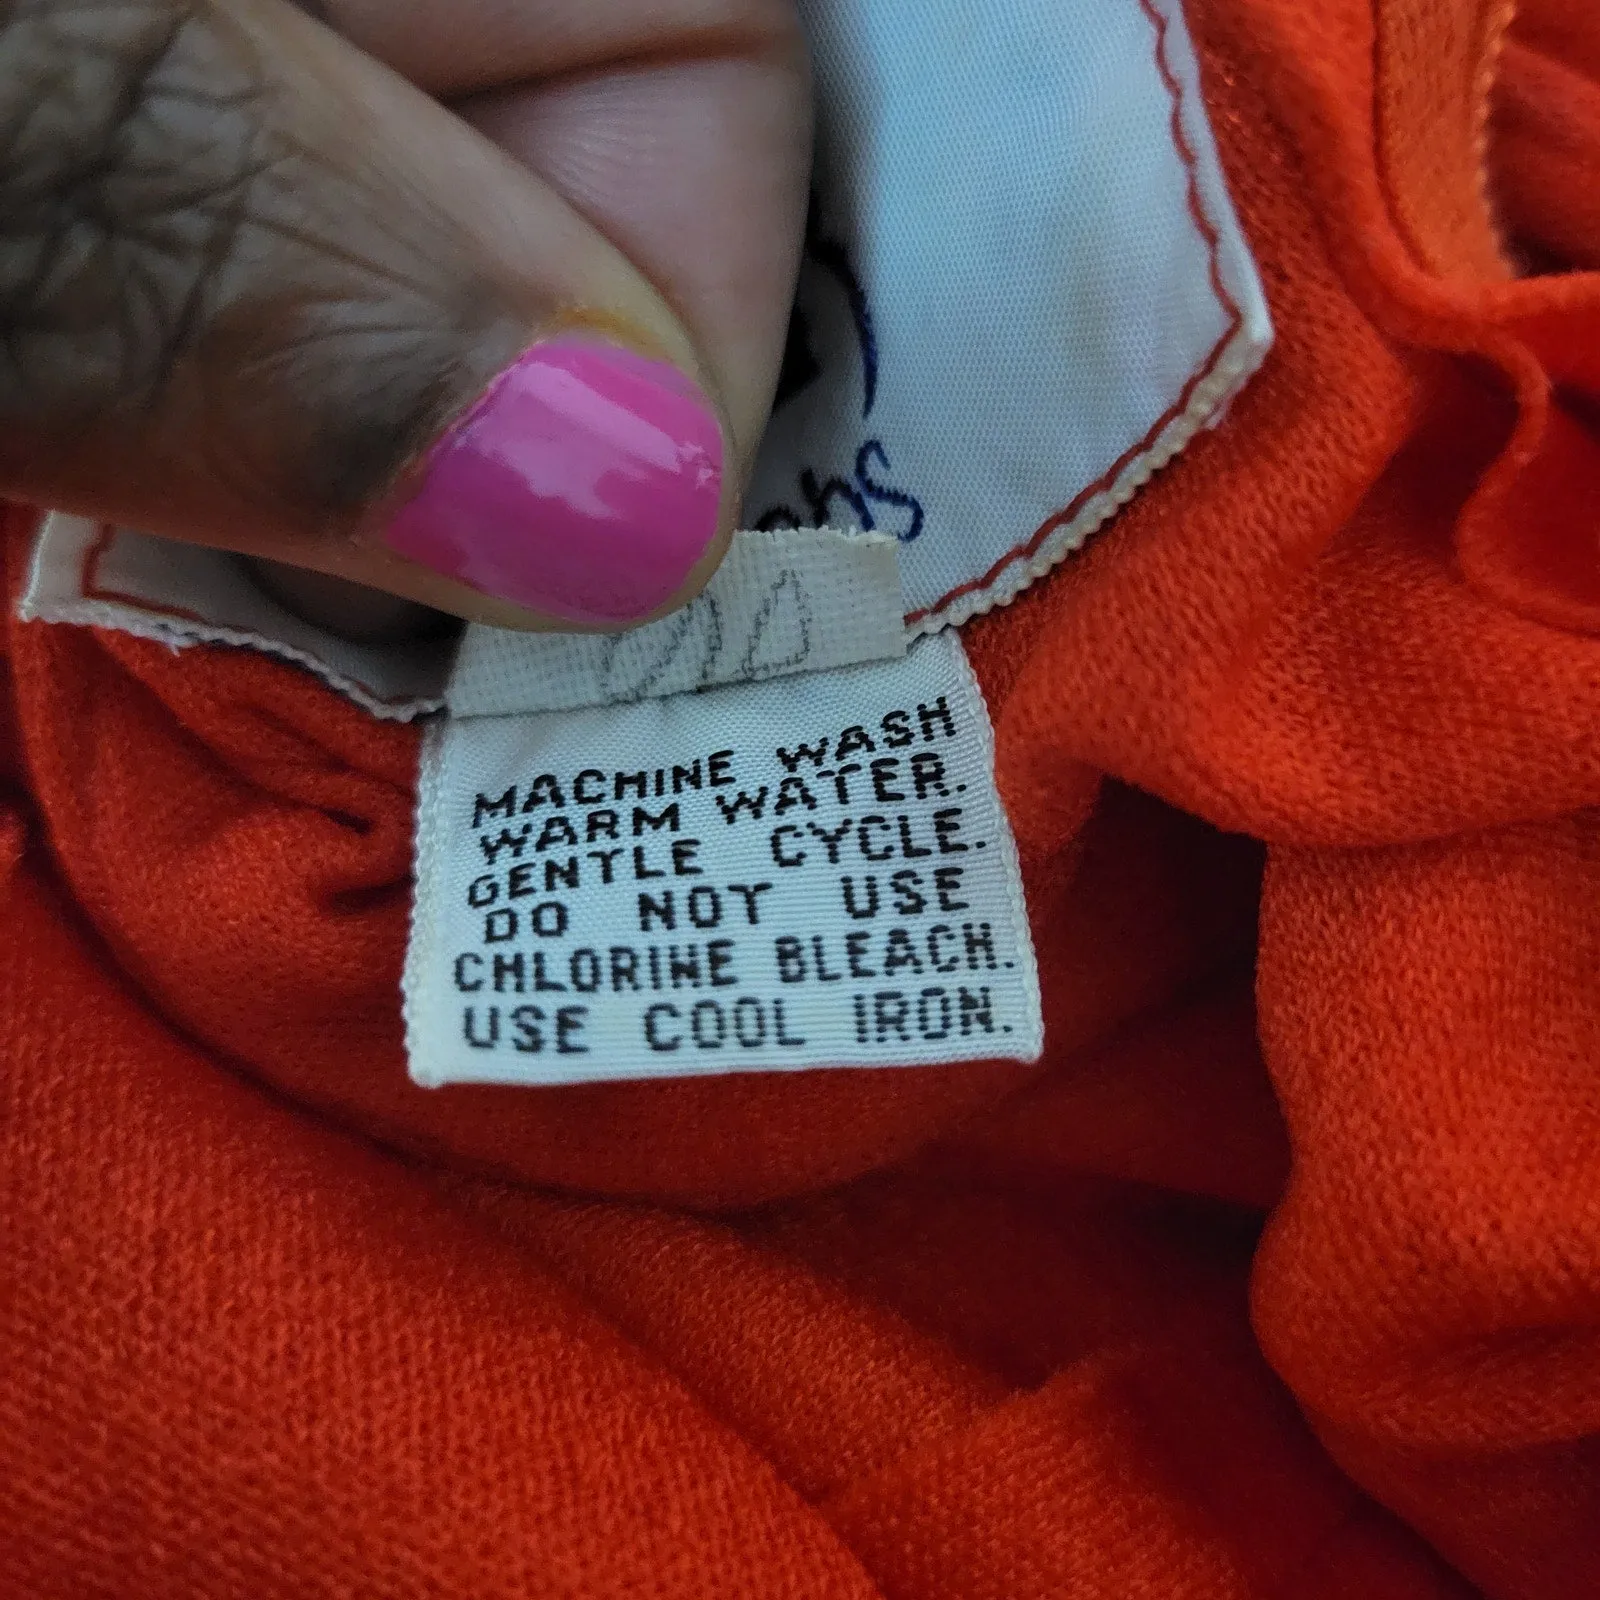 MACHINE WASH
WARM WATER.
GENTLE CYCLE.
DO NOT USE
CHLORINE BLEACH.
USE COOL IRON.